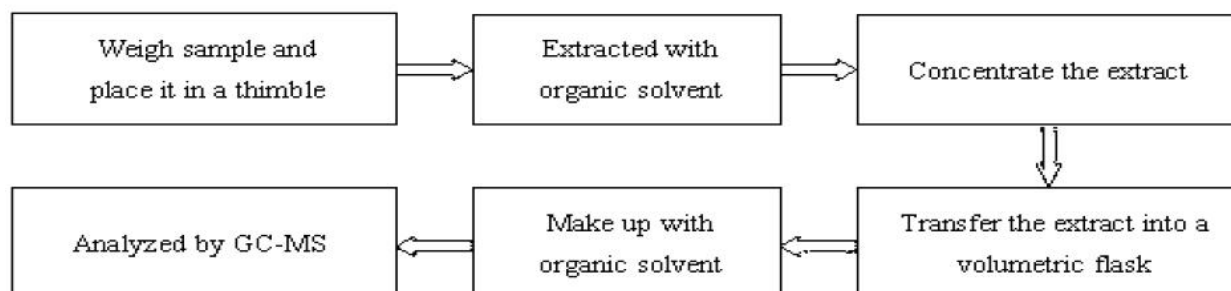 Weigh sample and
place it in a thimble
Extracted with
organic solvent
Concentrate the extract
Transfer the extract into a
volumetric flask
Make up with
organic solvent
Analyzed by GC-MS